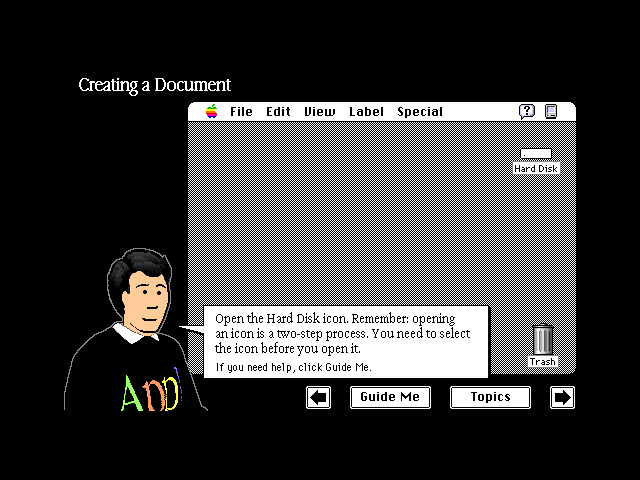 Creating a Document
File Edit View Label Special
Hard Disk
Open the Hard Disk icon. Remember: opening
an icon is a two-step process. You need to select
the icon before you open it.
If you need help, click Guide Me.
Trash
Guide Me
Topics